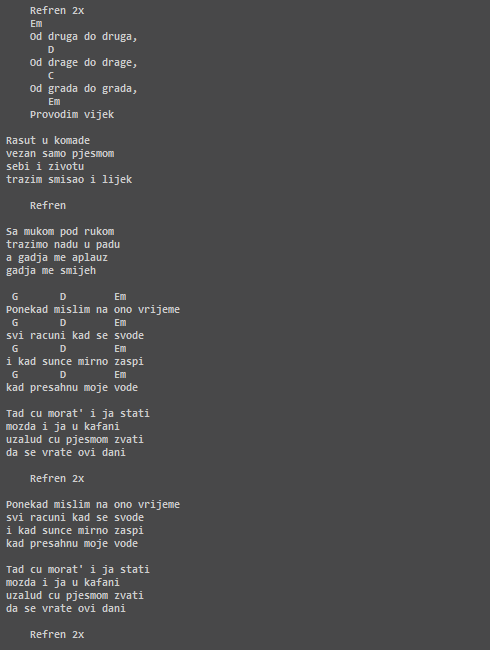 Refren 2x
Em
Od druga do druga,
D
Od drage do drage,
C
Od grada do grada,
Em
Provodim vijek
Rasut u komade
vezan samo pjesmom
sebi i zivotu
trazim smisao i lijek
Refren
Sa mukom pod rukom
trazimo nadu u padu
a gadja me aplauz
gadja me smijeh
G D Em
Ponekad mislim na ono vrijeme
G D Em
svi racuni kad se svode
G D Em
i kad sunce mirno zaspi
G D Em
kad presahnu moje vode
Tad cu morat' i ja stati
mozda i ja u kafani
uzalud cu pjesmom zvati
da se vrate ovi dani
Refren 2x
Ponekad mislim na ono vrijeme
svi racuni kad se svode
i kad sunce mirno zaspi
kad presahnu moje vode
Tad cu morat' i ja stati
mozda i ja u kafani
uzalud cu pjesmom zvati
da se vrate ovi dani
Refren 2x